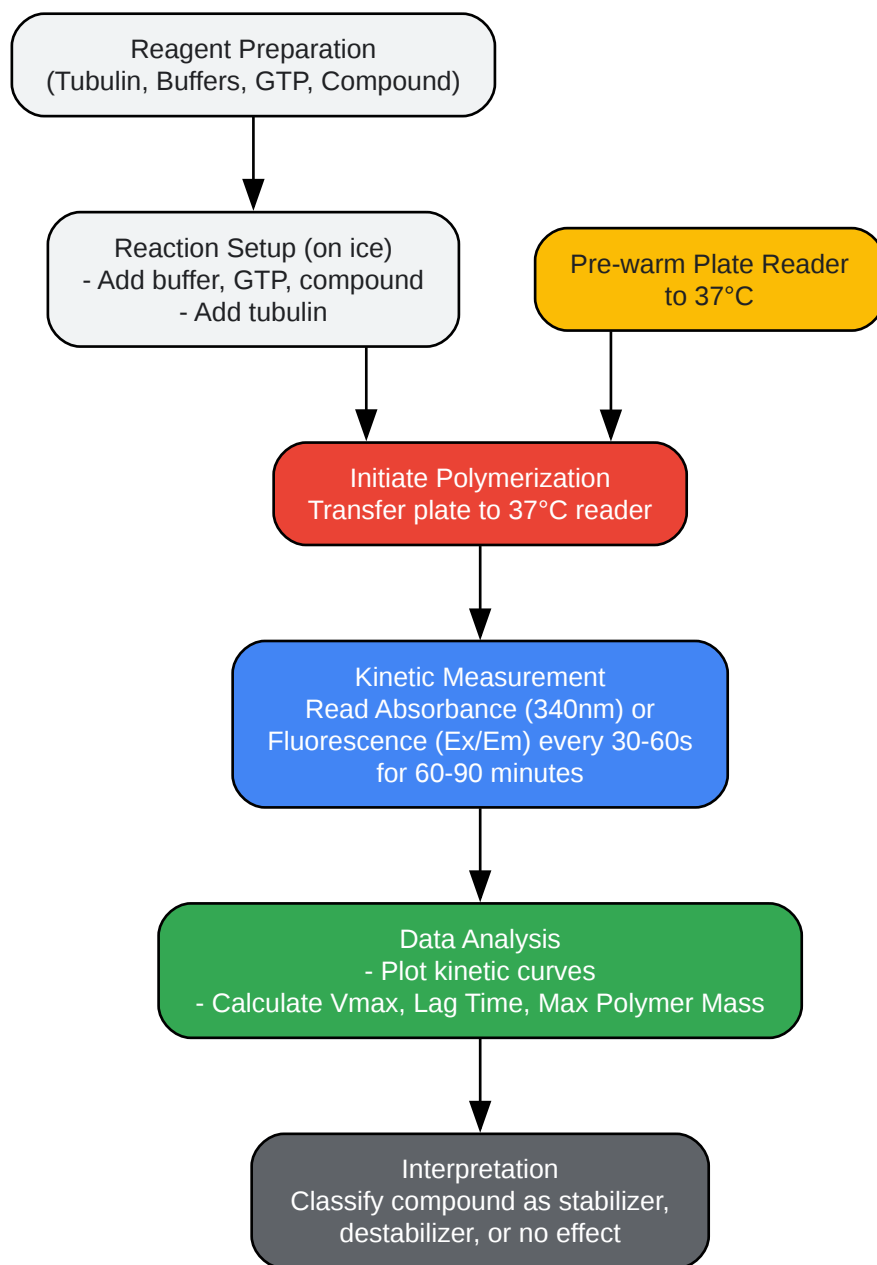 Reagent Preparation
(Tubulin, Buffers, GTP, Compound)
Reaction Setup (on ice)
- Add buffer, GTP, compound
- Add tubulin
Pre-warm Plate Reader
to 37°C
Initiate Polymerization
Transfer plate to 37°C reader
Kinetic Measurement
Read Absorbance (340nm) or
Fluorescence (Ex/Em) every 30-60s
for 60-90 minutes
Data Analysis
- Plot kinetic curves
- Calculate Vmax, Lag Time, Max Polymer Mass
Interpretation
Classify compound as stabilizer,
destabilizer, or no effect